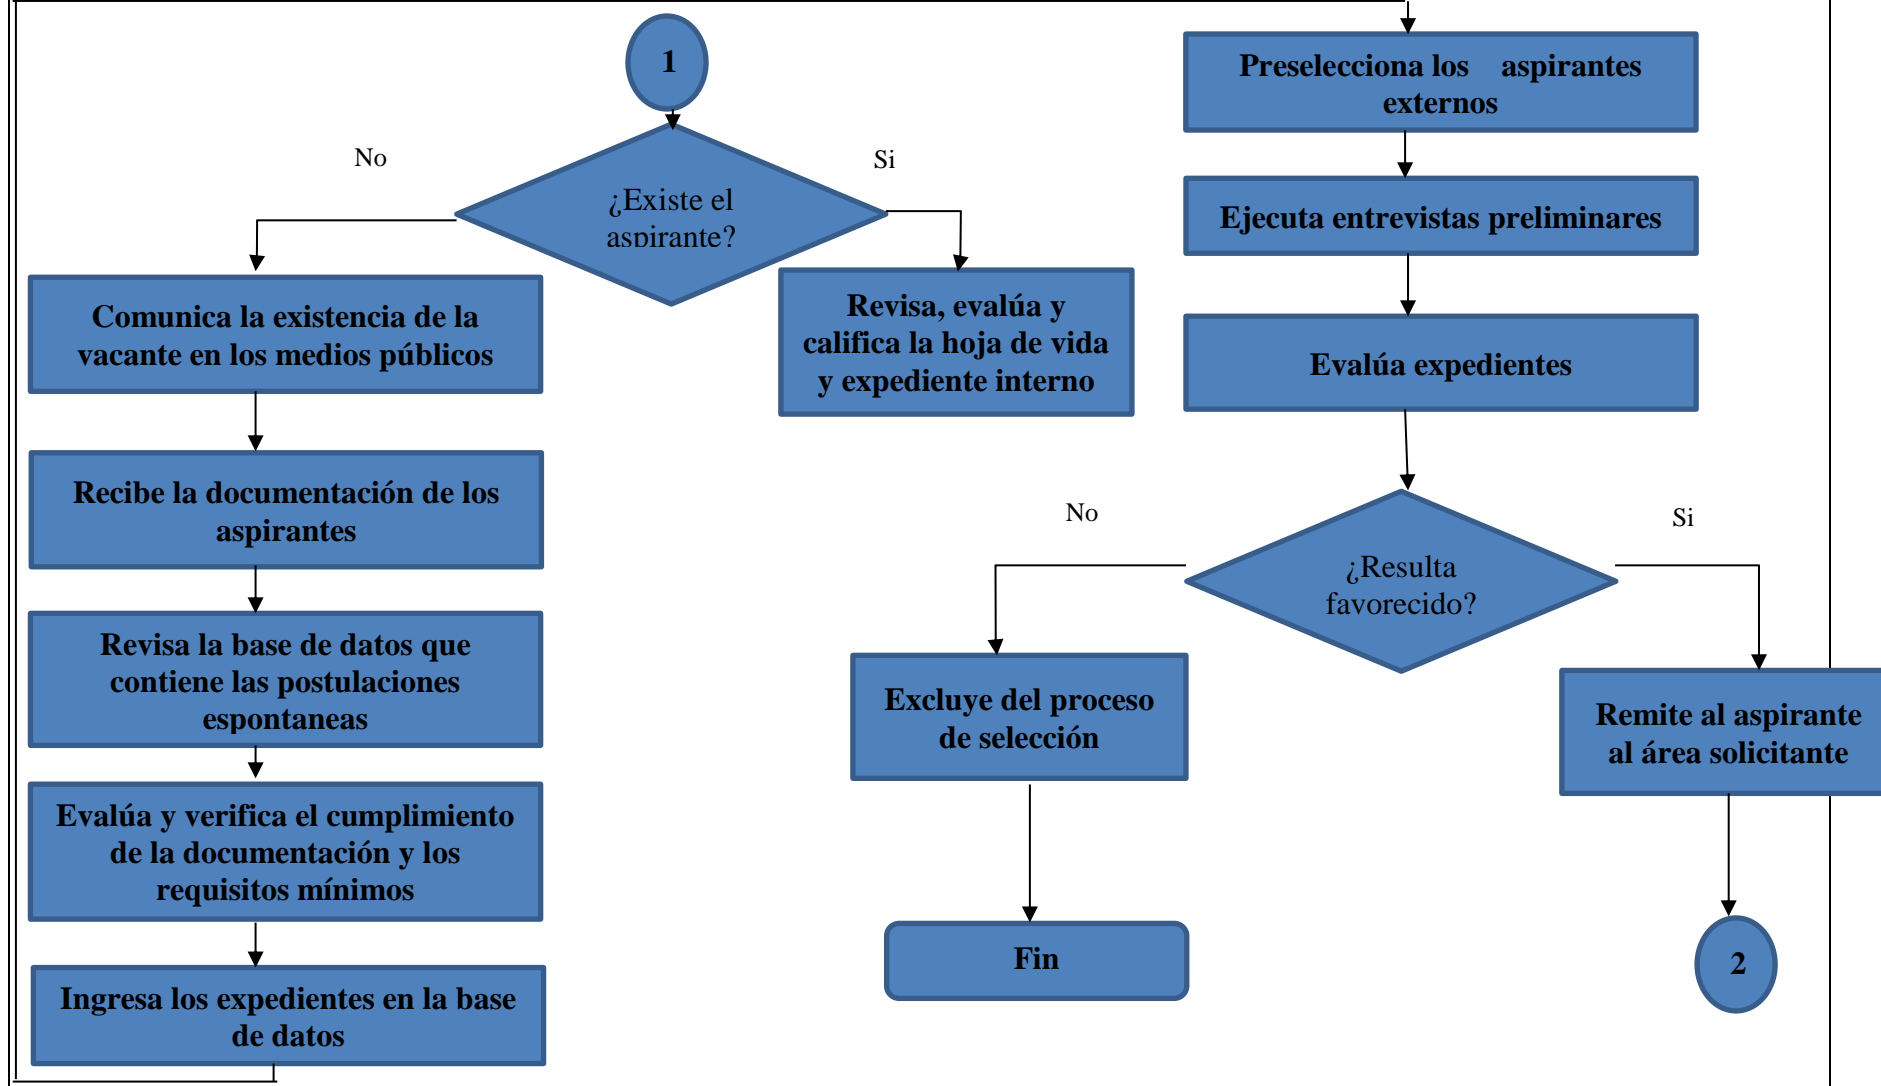 1
No
Si
¿Existe el
aspirante?
Comunica la existencia de la
vacante en los medios públicos
Revisa, evalúa y
califica la hoja de vida
y expediente interno
Recibe la documentación de los
aspirantes
Revisa la base de datos que
contiene las postulaciones
espontaneas
Evalúa y verifica el cumplimiento
de la documentación y los
requisitos mínimos
Ingresa los expedientes en la base
de datos
Preselecciona los aspirantes
externos
Ejecuta entrevistas preliminares
Evalúa expedientes
No
Si
¿Resulta
favorecido?
Excluye del proceso
de selección
Remite al aspirante
al área solicitante
Fin
2